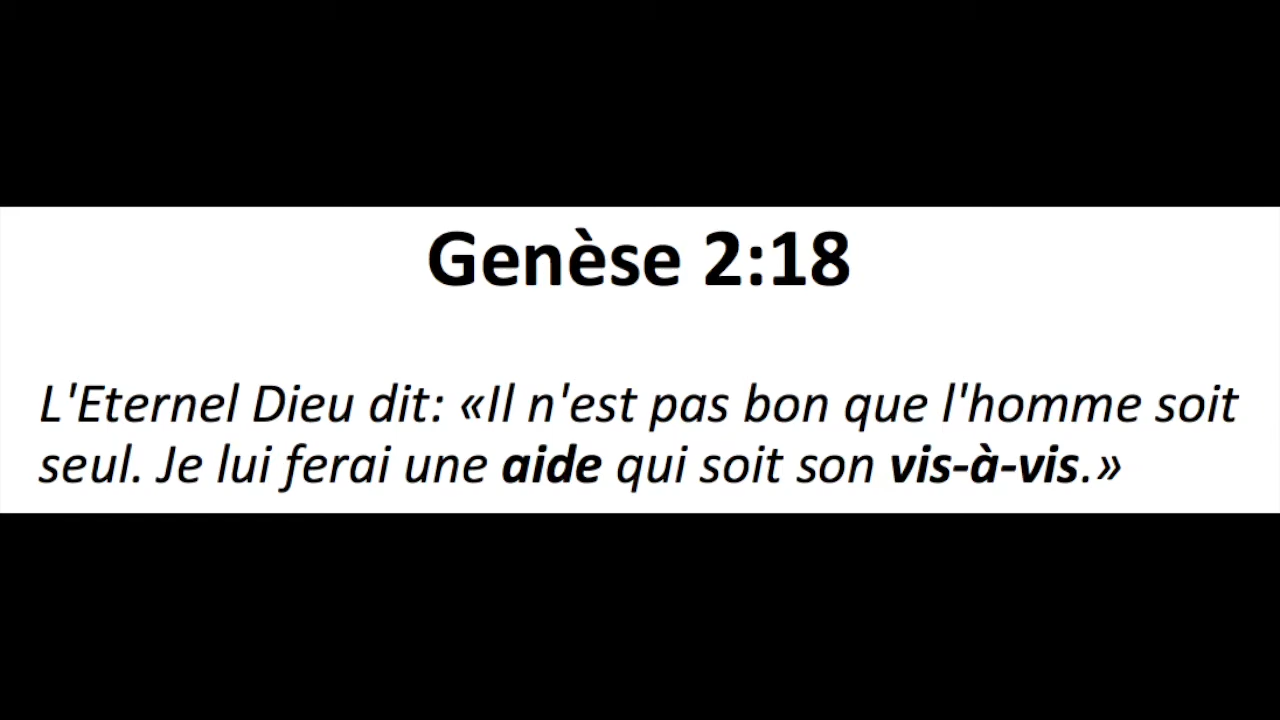 Genèse 2:18
L'Eternel Dieu dit: «Il n'est pas bon que l'homme soit
seul. Je lui ferai une aide qui soit son vis-à-vis.»